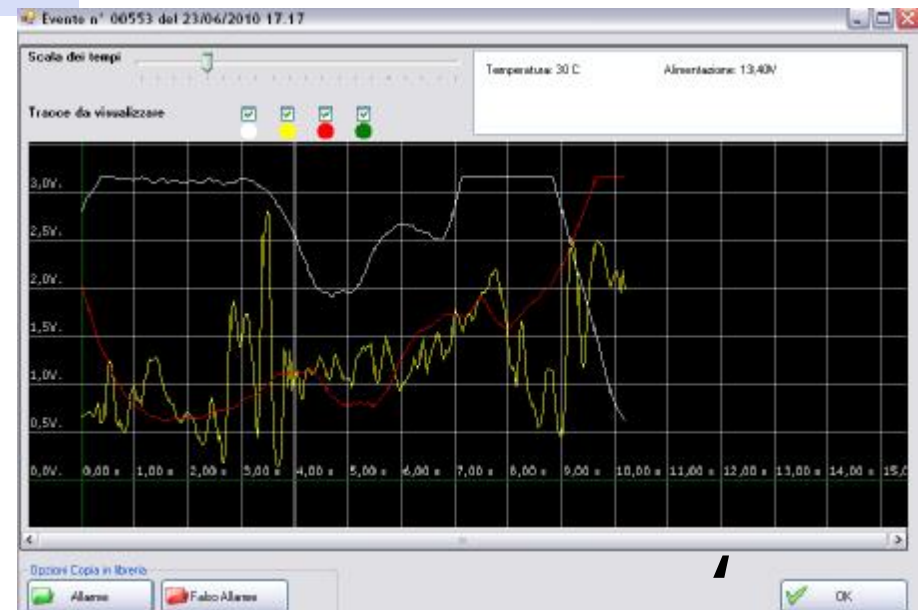 Evento n° 00553 del 23/06/2010 17.17
Scala dei tempi
Temperatura: 30 C Alimentazione: 13,40V
Tracce da visualizzare
3,0V.
2,5V.
2,0V.
1,5V.
1,0V.
0,5V.
0,0V. 0,00 s 1,00 s 2,00 s 3,00 s 4,00 s 5,00 s 6,00 s 7,00 s 8,00 s 9,00 s 10,00 s 11,00 s 12,00 s 13,00 s 14,00 s 15,0
Opzioni Copia in libreria
Allarme Falso Allarme OK